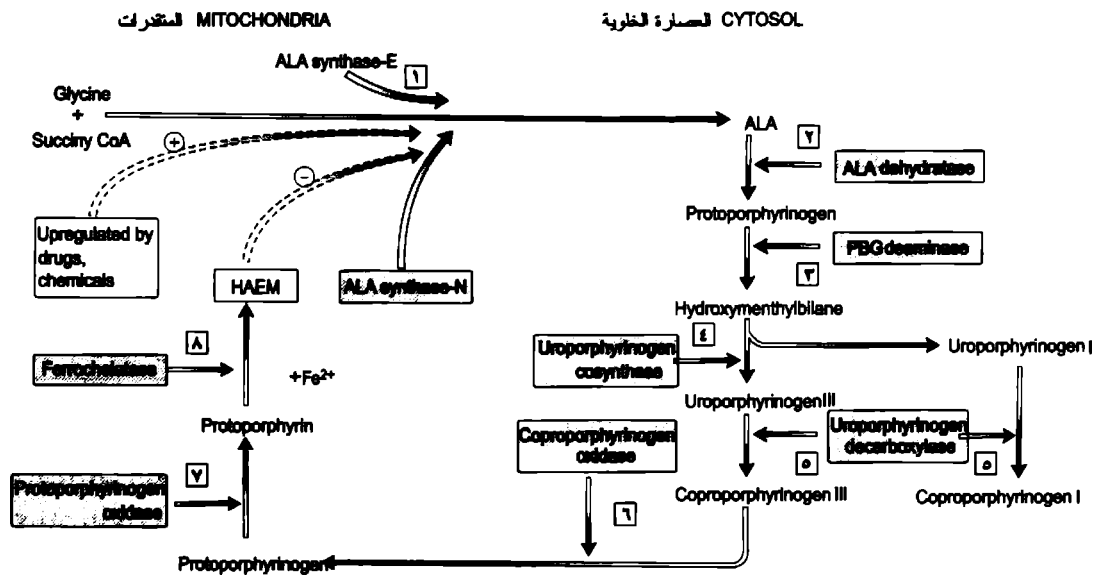 المتقدرات MITOCHONDRIA
العصارة الخلوية CYTOSOL
ALA synthase-E
١
Glycine
+
Succiny CoA
+
−
Upregulated by
drugs,
chemicals
HAEM
ALA synthase-N
ALA
٢
ALA dehydratase
Protoporphyrinogen
PBG deaminase
٣
Hydroxymenthylbilane
٤
Uroporphyrinogen
cosynthase
Uroporphyrinogen I
Uroporphyrinogen III
Uroporphyrinogen
decarboxylase
٥
٥
Coproporphyrinogen
oxidase
Coproporphyrinogen III
Coproporphyrinogen I
٦
٨
Ferrochelatase
+Fe²⁺
Protoporphyrin
٧
Protoporphyrinogen
oxidase
Protoporphyrinogen